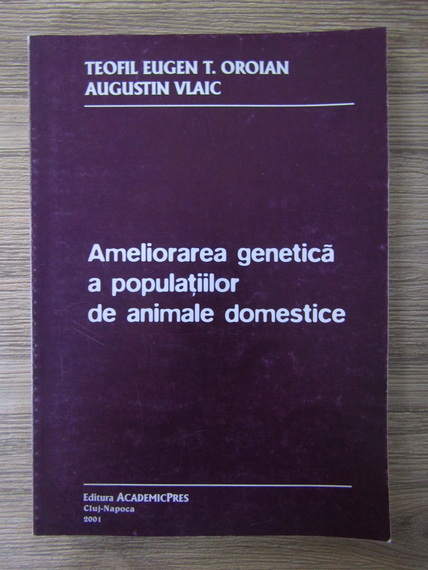 TEOFIL EUGEN T. OROIAN
AUGUSTIN VLAIC
Ameliorarea genetică
a populațiilor
de animale domestice
Editura ACADEMICPRES
Cluj-Napoca
2001